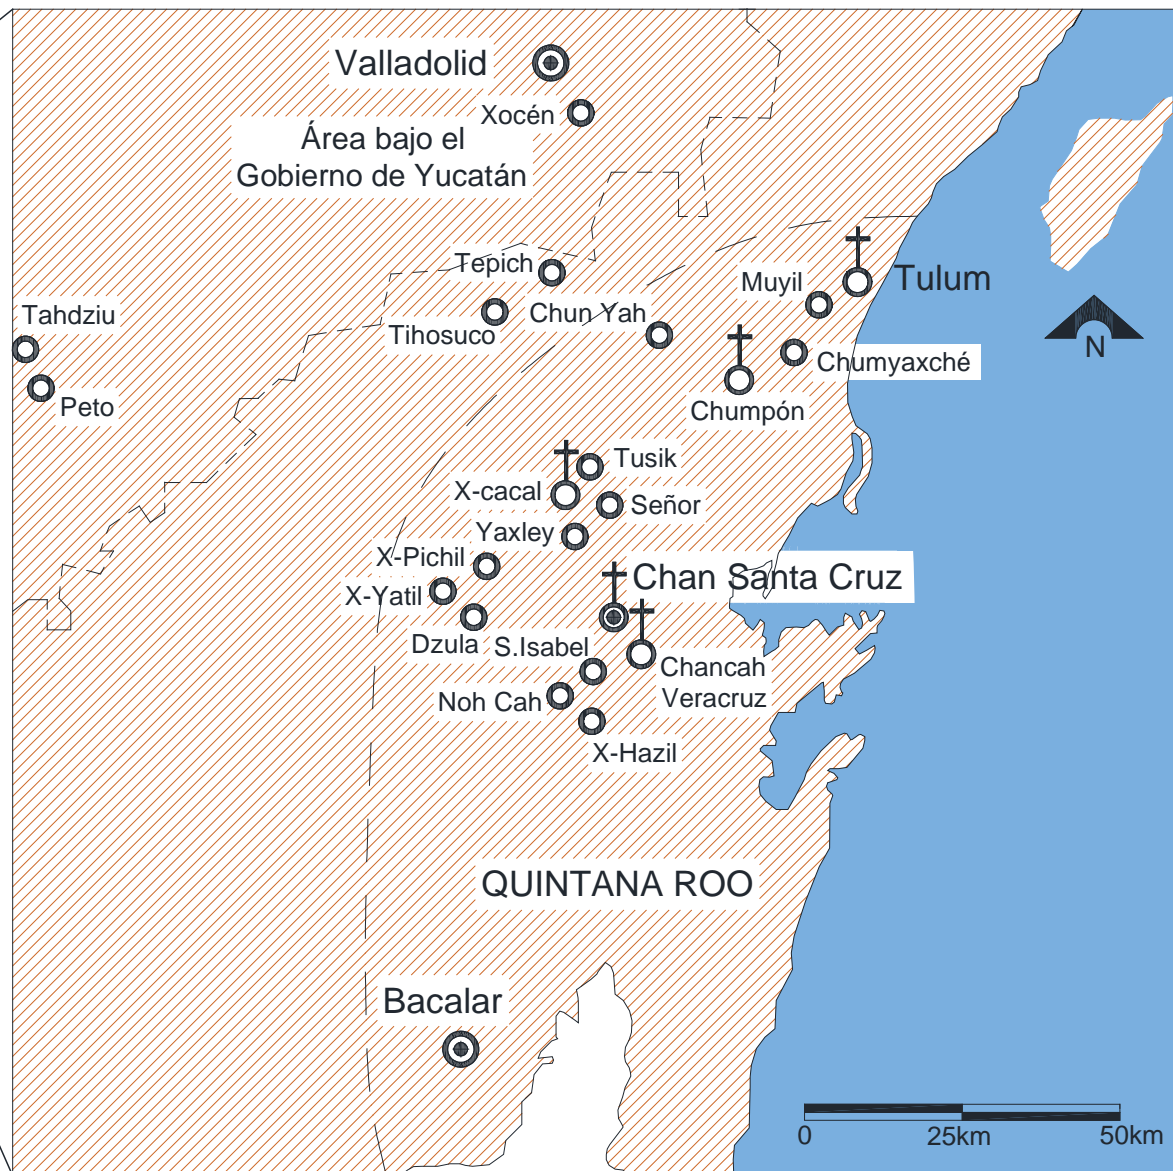 Valladolid
Xocén
Área bajo el
Gobierno de Yucatán
Tepich
Muyil
Tulum
Tahdziu
Tihosuco
Chun Yah
N
Chumyaxché
Peto
Chumpón
Tusik
X-cacal
Señor
Yaxley
X-Pichil
Chan Santa Cruz
X-Yatil
Dzula
S.Isabel
Chancah
Veracruz
Noh Cah
X-Hazil
QUINTANA ROO
Bacalar
0
25km
50km